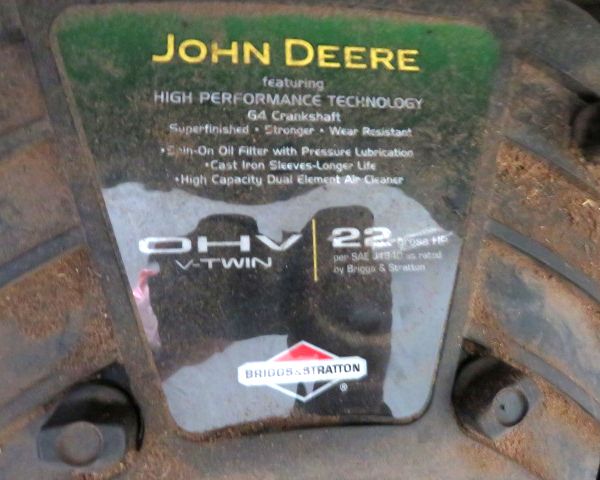 JOHN DEERE
featuring
HIGH PERFORMANCE TECHNOLOGY
G4 Crankshaft
Superfinished • Stronger • Wear Resistant
•Spin-On Oil Filter with Pressure Lubrication
•Cast Iron Sleeves-Longer Life
•High Capacity Dual Element Air Cleaner
OHV
V-TWIN
22 gross HP
per SAE J1940 as rated
by Briggs & Stratton
BRIGGS&STRATTON
®